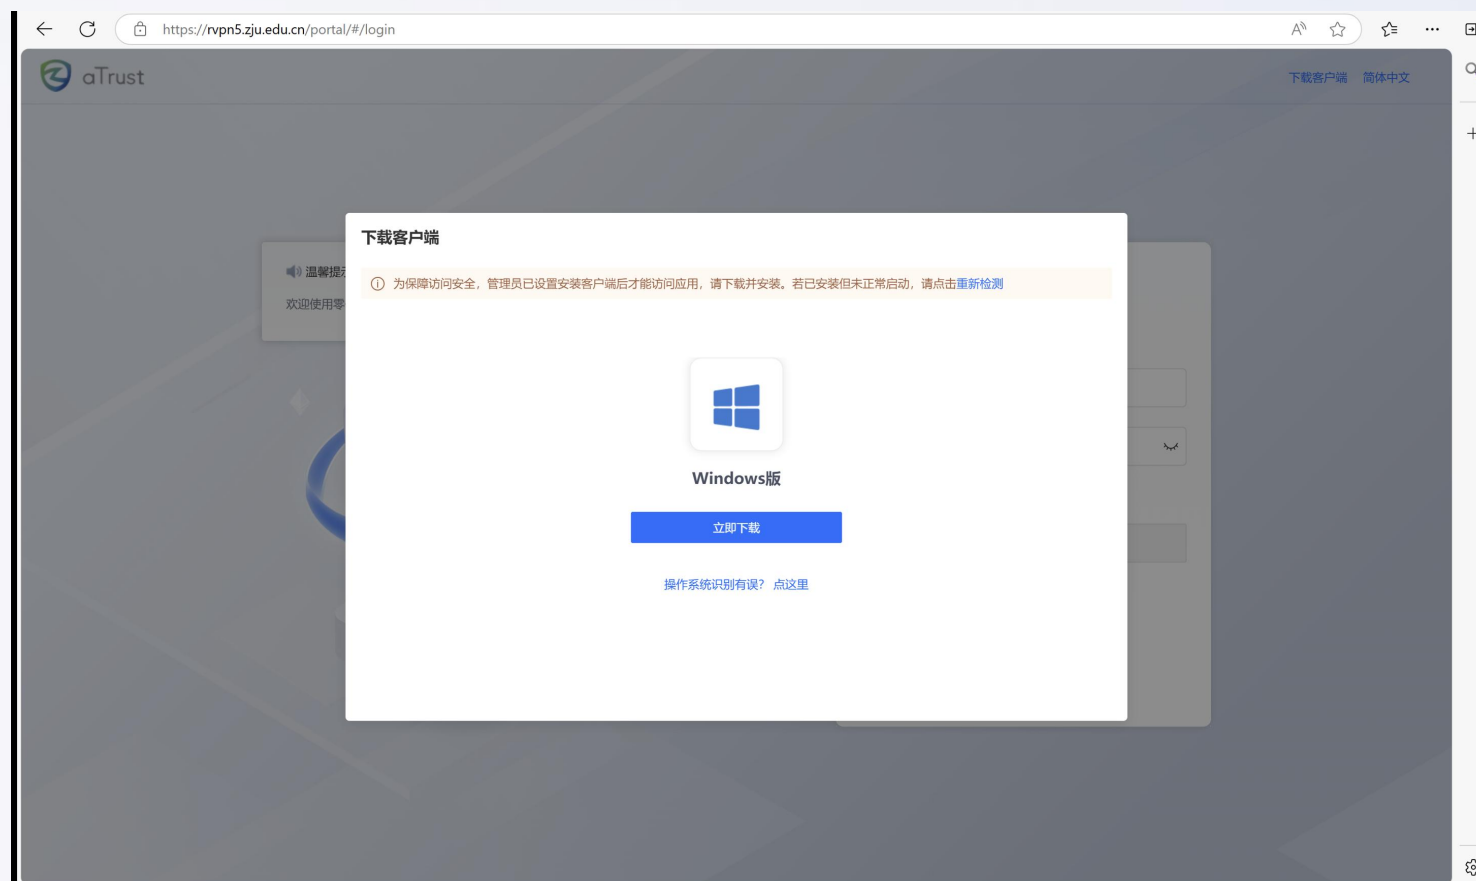 https://rvpn5.zju.edu.cn/portal/#/login
aTrust
下载客户端 简体中文
下载客户端
温馨提示
为保障访问安全，管理员已设置安装客户端后才能访问应用，请下载并安装。若已安装但未正常启动，请点击重新检测
欢迎使用零
Windows版
立即下载
操作系统识别有误？ 点这里